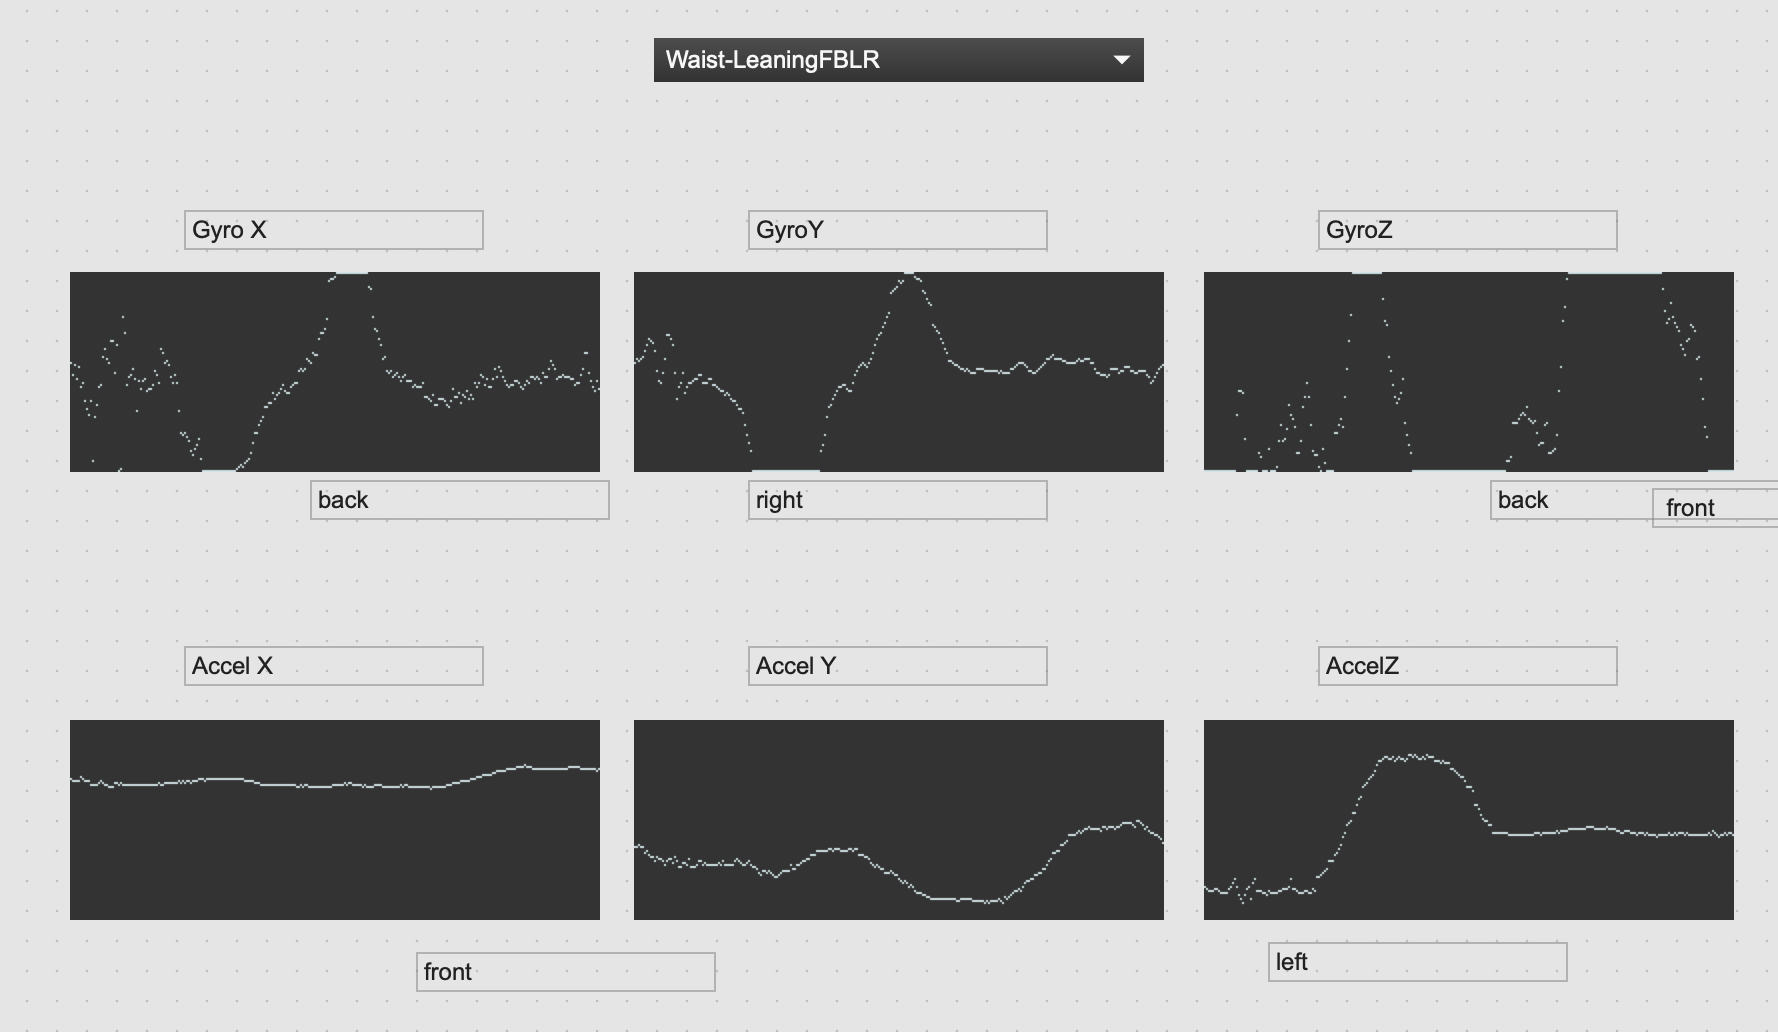 Waist-LeaningFBLR
Gyro X
GyroY
GyroZ
back
right
back
front
Accel X
Accel Y
AccelZ
front
left